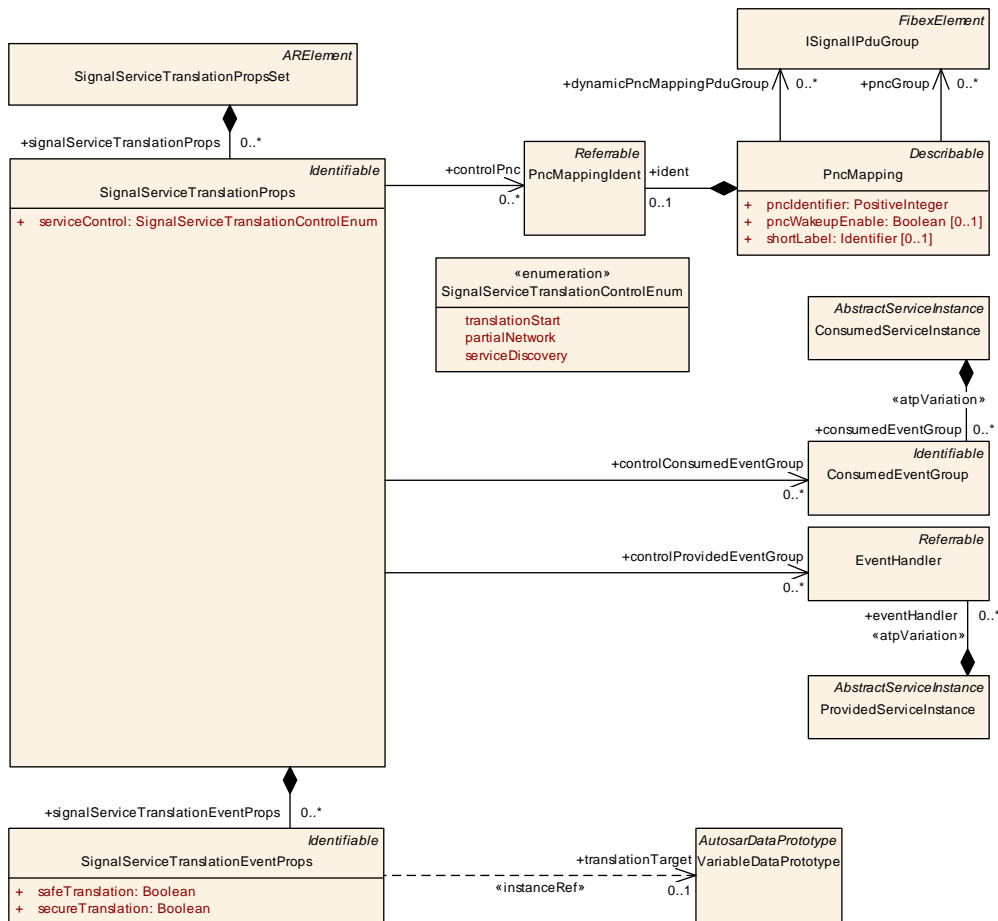 ARElement
SignalServiceTranslationPropsSet
FibexElement
ISignalIPduGroup
+dynamicPncMappingPduGroup
0..*
+pncGroup
0..*
+signalServiceTranslationProps
0..*
Identifiable
SignalServiceTranslationProps
+ serviceControl: SignalServiceTranslationControlEnum
+controlPnc
0..*
Referrable
PncMappingIdent
+ident
0..1
Describable
PncMapping
+ pncIdentifier: PositiveInteger
+ pncWakeupEnable: Boolean [0..1]
+ shortLabel: Identifier [0..1]
«enumeration»
SignalServiceTranslationControlEnum
translationStart
partialNetwork
serviceDiscovery
AbstractServiceInstance
ConsumedServiceInstance
«atpVariation»
+consumedEventGroup
0..*
+controlConsumedEventGroup
0..*
Identifiable
ConsumedEventGroup
+controlProvidedEventGroup
0..*
Referrable
EventHandler
+eventHandler
0..*
«atpVariation»
AbstractServiceInstance
ProvidedServiceInstance
+signalServiceTranslationEventProps
0..*
Identifiable
SignalServiceTranslationEventProps
+ safeTranslation: Boolean
+ secureTranslation: Boolean
+translationTarget
«instanceRef»
0..1
AutosarDataPrototype
VariableDataPrototype